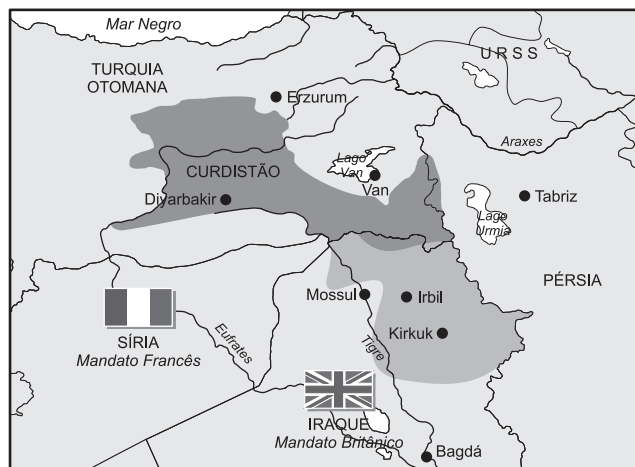 Mar Negro
URSS
TURQUIA
OTOMANA
Erzurum
Araxes
Lago
Van
Van
CURDISTÃO
Diyarbakir
Tabriz
Lago
Urmia
PÉRSIA
Mossul
Irbil
Kirkuk
SÍRIA
Mandato Francês
Eufrates
Tigre
IRAQUE
Mandato Britânico
Bagdá